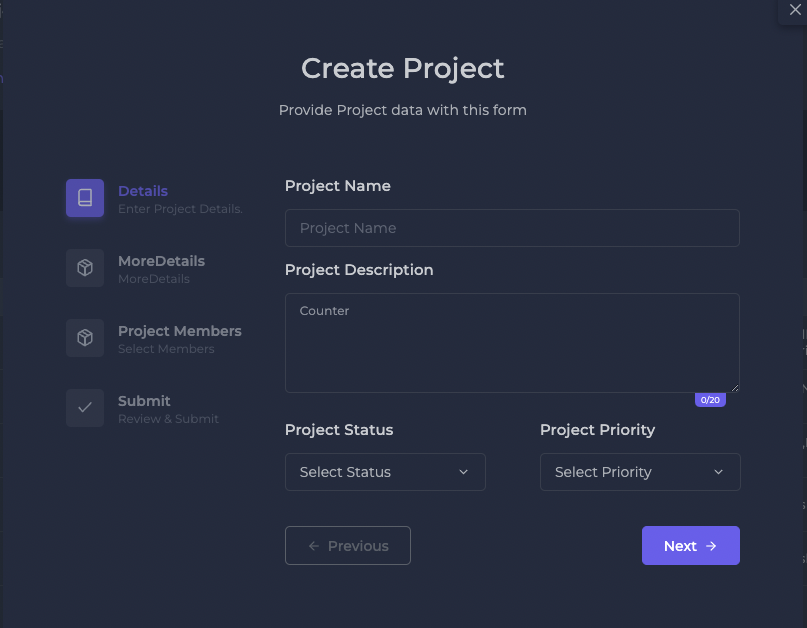 Create Project
Provide Project data with this form
Details
Enter Project Details.
MoreDetails
MoreDetails
Project Members
Select Members
Submit
Review & Submit
Project Name
Project Name
Project Description
Counter
0/20
Project Status
Project Priority
Select Status
Select Priority
Previous
Next